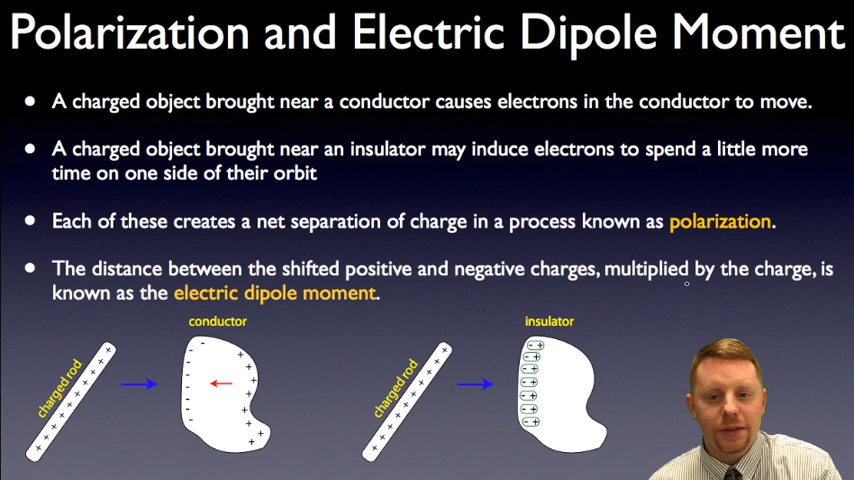 Polarization and Electric Dipole Moment
• A charged object brought near a conductor causes electrons in the conductor to move.
• A charged object brought near an insulator may induce electrons to spend a little more
time on one side of their orbit
• Each of these creates a net separation of charge in a process known as polarization.
• The distance between the shifted positive and negative charges, multiplied by the charge, is
known as the electric dipole moment.
conductor
charged rod
insulator
charged rod